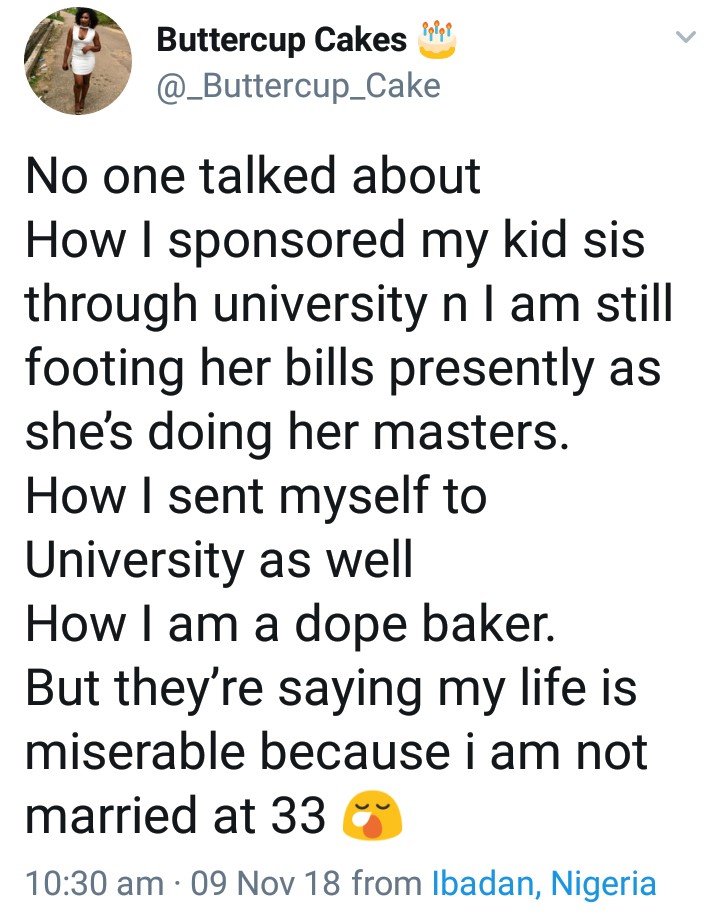 Buttercup Cakes 🎂
@_Buttercup_Cake
No one talked about
How I sponsored my kid sis
through university n I am still
footing her bills presently as
she’s doing her masters.
How I sent myself to
University as well
How I am a dope baker.
But they’re saying my life is
miserable because i am not
married at 33 😪
10:30 am · 09 Nov 18 from Ibadan, Nigeria